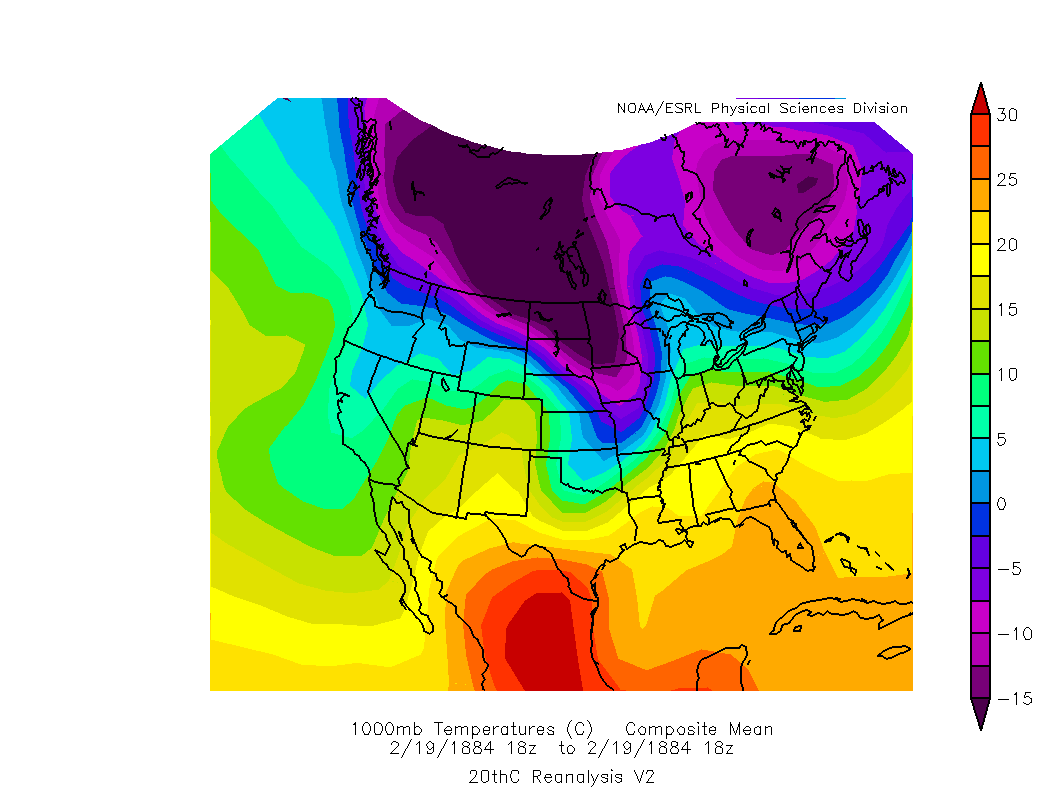 NOAA/ESRL Physical Sciences Division
30
25
20
15
10
5
0
−5
−10
−15
1000mb Temperatures (C)   Composite Mean
2/19/1884 18z  to 2/19/1884 18z
20thC Reanalysis V2